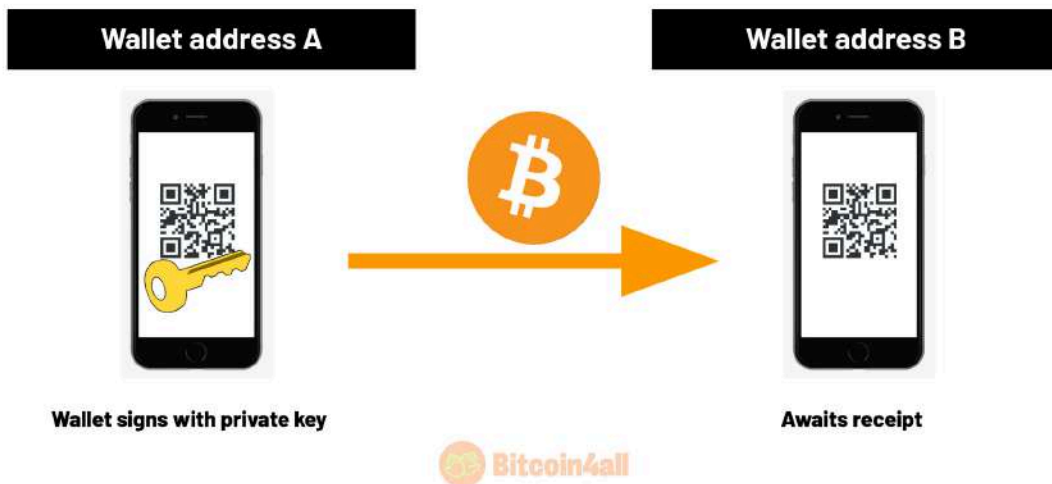 Wallet address A
Wallet address B
Wallet signs with private key
Awaits receipt
Bitcoin4all